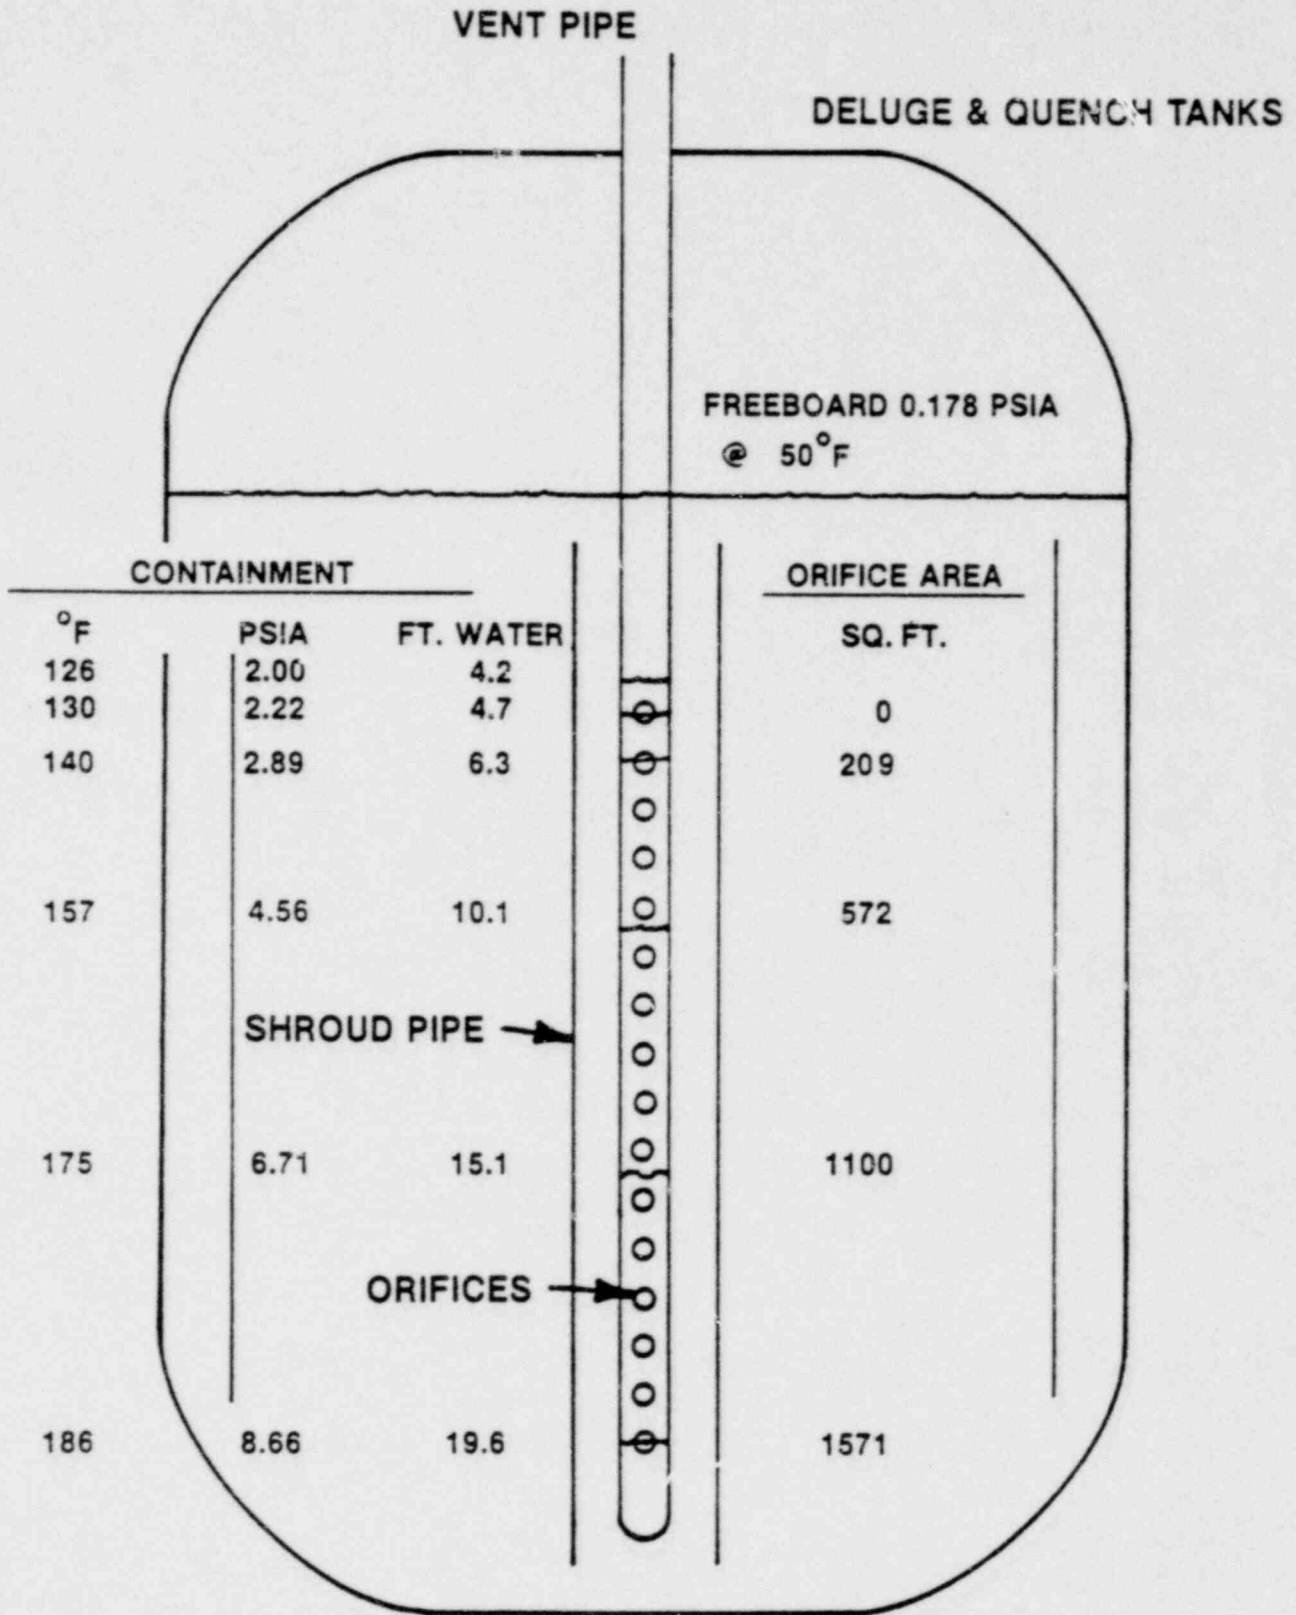 VENT PIPE
DELUGE & QUENCH TANKS
FREEBOARD 0.178 PSIA
@ 50°F
CONTAINMENT
ORIFICE AREA
°F PSIA FT. WATER SQ. FT.
126 2.00 4.2
130 2.22 4.7 0
140 2.89 6.3 209
157 4.56 10.1 572
SHROUD PIPE
175 6.71 15.1 1100
ORIFICES
186 8.66 19.6 1571